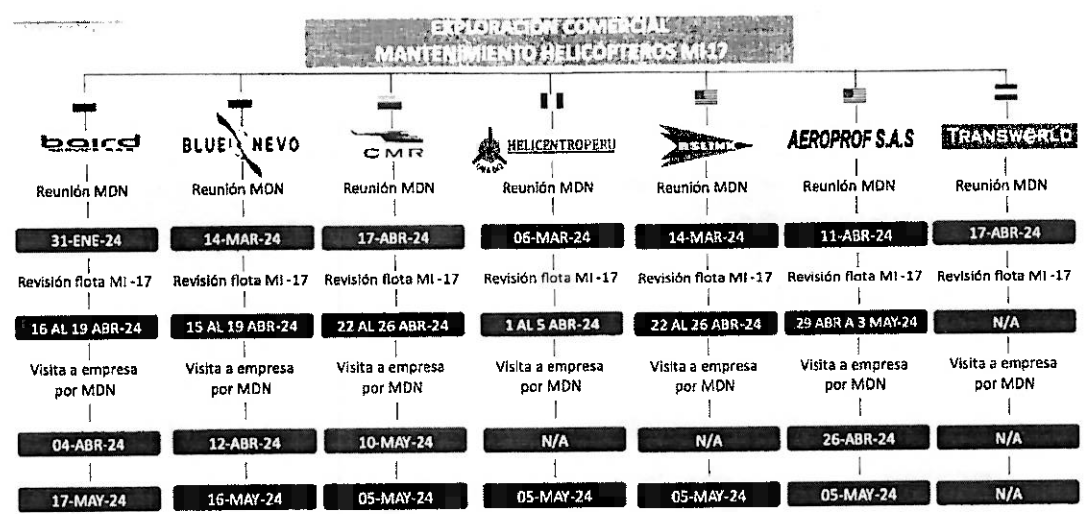 EXPLORACIÓN COMERCIAL
MANTENIMIENTO HELICÓPTEROS MI-17
baird
BLUE NEVO
CMR
HELICENTROPERU
AEROPROF S.A.S
TRANSWORLD
Reunión MDN
Reunión MDN
Reunión MDN
Reunión MDN
Reunión MDN
Reunión MDN
Reunión MDN
31-ENE-24
14-MAR-24
17-ABR-24
06-MAR-24
14-MAR-24
11-ABR-24
17-ABR-24
Revisión flota MI -17
Revisión flota MI -17
Revisión flota MI -17
Revisión flota MI -17
Revisión flota MI -17
Revisión flota MI -17
Revisión flota MI -17
16 AL 19 ABR-24
15 AL 19 ABR-24
22 AL 26 ABR-24
1 AL 5 ABR-24
22 AL 26 ABR-24
29 ABR A 3 MAY-24
N/A
Visita a empresa
por MDN
Visita a empresa
por MDN
Visita a empresa
por MDN
Visita a empresa
por MDN
Visita a empresa
por MDN
Visita a empresa
por MDN
Visita a empresa
por MDN
04-ABR-24
12-ABR-24
10-MAY-24
N/A
N/A
26-ABR-24
N/A
17-MAY-24
16-MAY-24
05-MAY-24
05-MAY-24
05-MAY-24
05-MAY-24
N/A